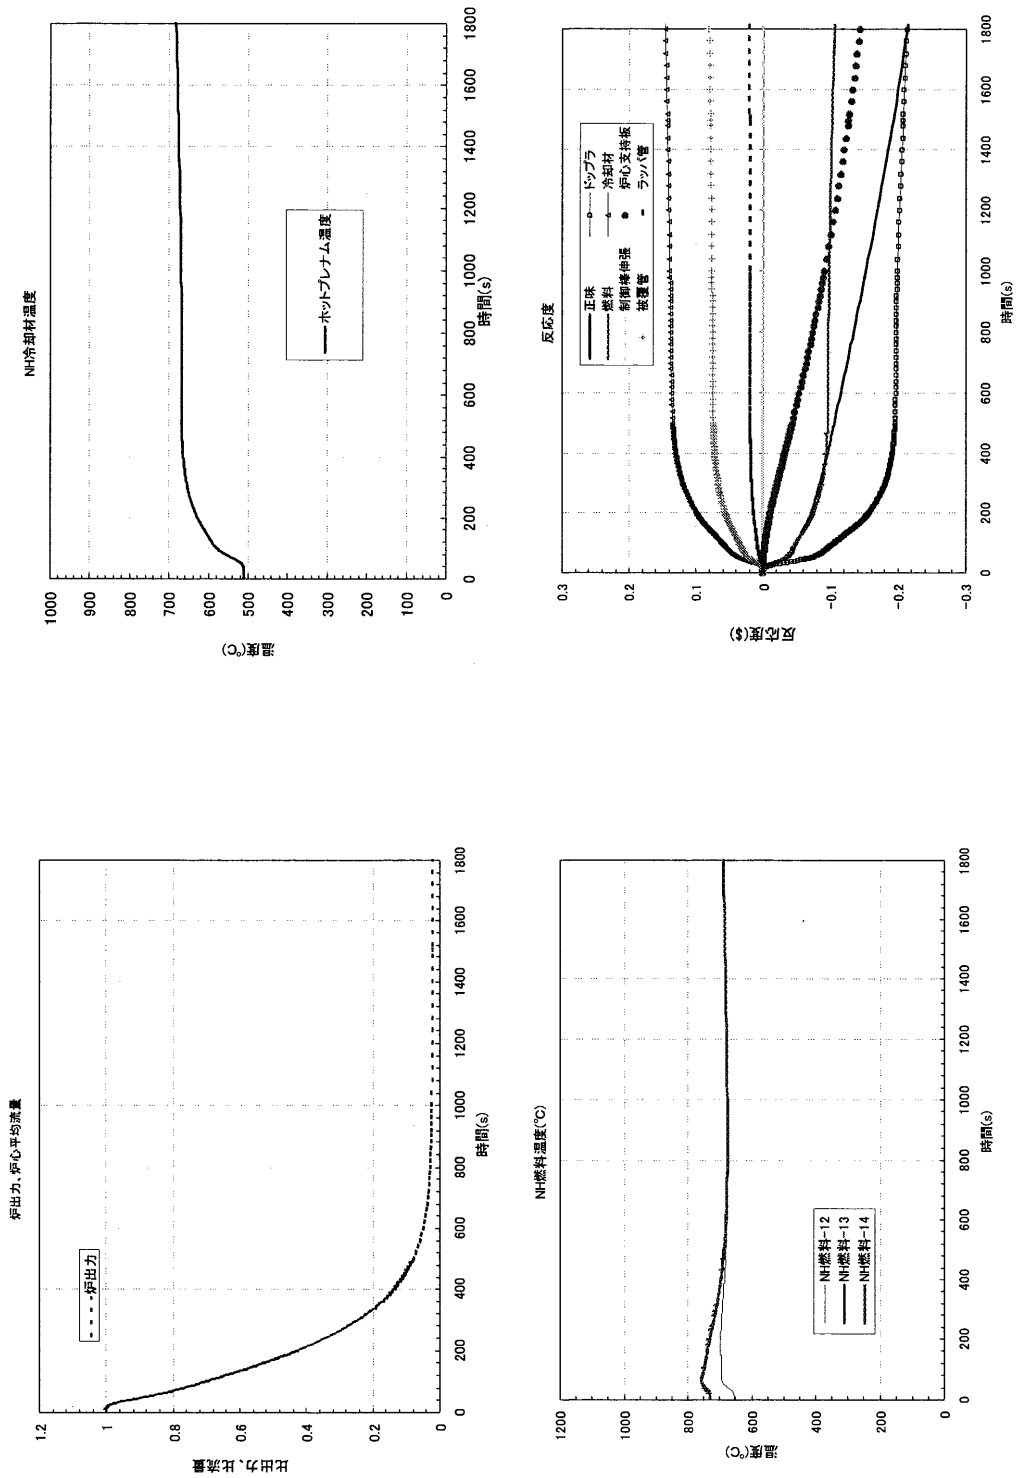 炉出力、炉心平均流量
比出力、比流量
1.2
1
0.8
0.6
0.4
0.2
0
炉出力
0 200 400 600 800 1000 1200 1400 1600 1800
時間(s)
NH冷却材温度
温度(℃)
1000
900
800
700
600
500
400
300
200
100
0
ホットプレナム温度
0 200 400 600 800 1000 1200 1400 1600 1800
時間(s)
NH燃料温度(℃)
温度(℃)
1200
1000
800
600
400
200
0
NH燃料-12
NH燃料-13
NH燃料-14
0 200 400 600 800 1000 1200 1400 1600 1800
時間(s)
反応度
反応度($)
0.3
0.2
0.1
0
-0.1
-0.2
-0.3
正味 ドップラ
燃料 冷却材
制御棒伸張 炉心支持板
被覆管 ラッパ管
0 200 400 600 800 1000 1200 1400 1600 1800
時間(s)